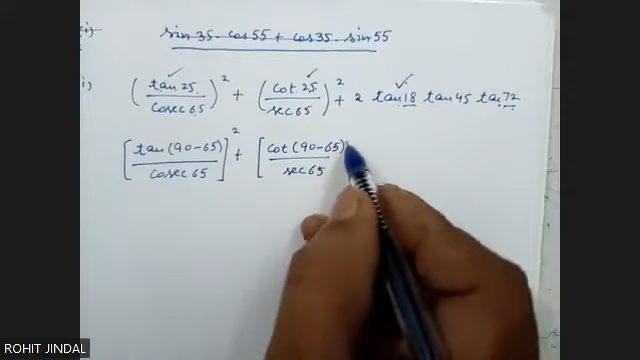 i)
sin 35. cos 55 + cos 35. sin 55
) (tan 25 / cosec 65)² + (cot 25 / sec 65)² + 2 tan 18 tan 45 tan 72
[tan (90-65) / cosec 65]² + [cot (90-65) / sec 65
ROHIT JINDAL